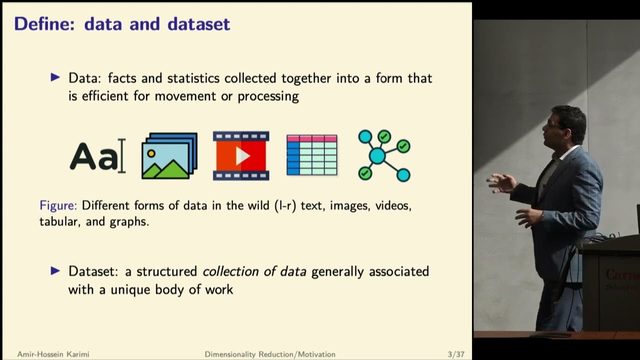 Define: data and dataset
Data: facts and statistics collected together into a form that
is efficient for movement or processing
Aa
Figure: Different forms of data in the wild (l-r) text, images, videos,
tabular, and graphs.
Dataset: a structured collection of data generally associated
with a unique body of work
Amir-Hossein Karimi
Dimensionality Reduction/Motivation
3/37